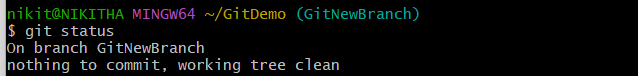 nikit@NIKITHA MINGW64 ~/GitDemo (GitNewBranch)
$ git status
On branch GitNewBranch
nothing to commit, working tree clean